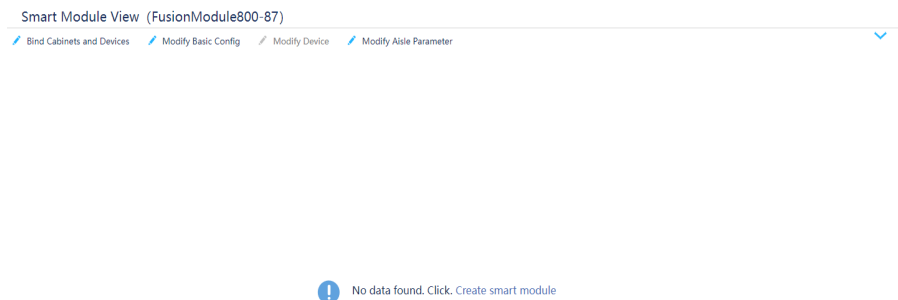 Smart Module View (FusionModule800-87)
Bind Cabinets and Devices Modify Basic Config Modify Device Modify Aisle Parameter
No data found. Click. Create smart module